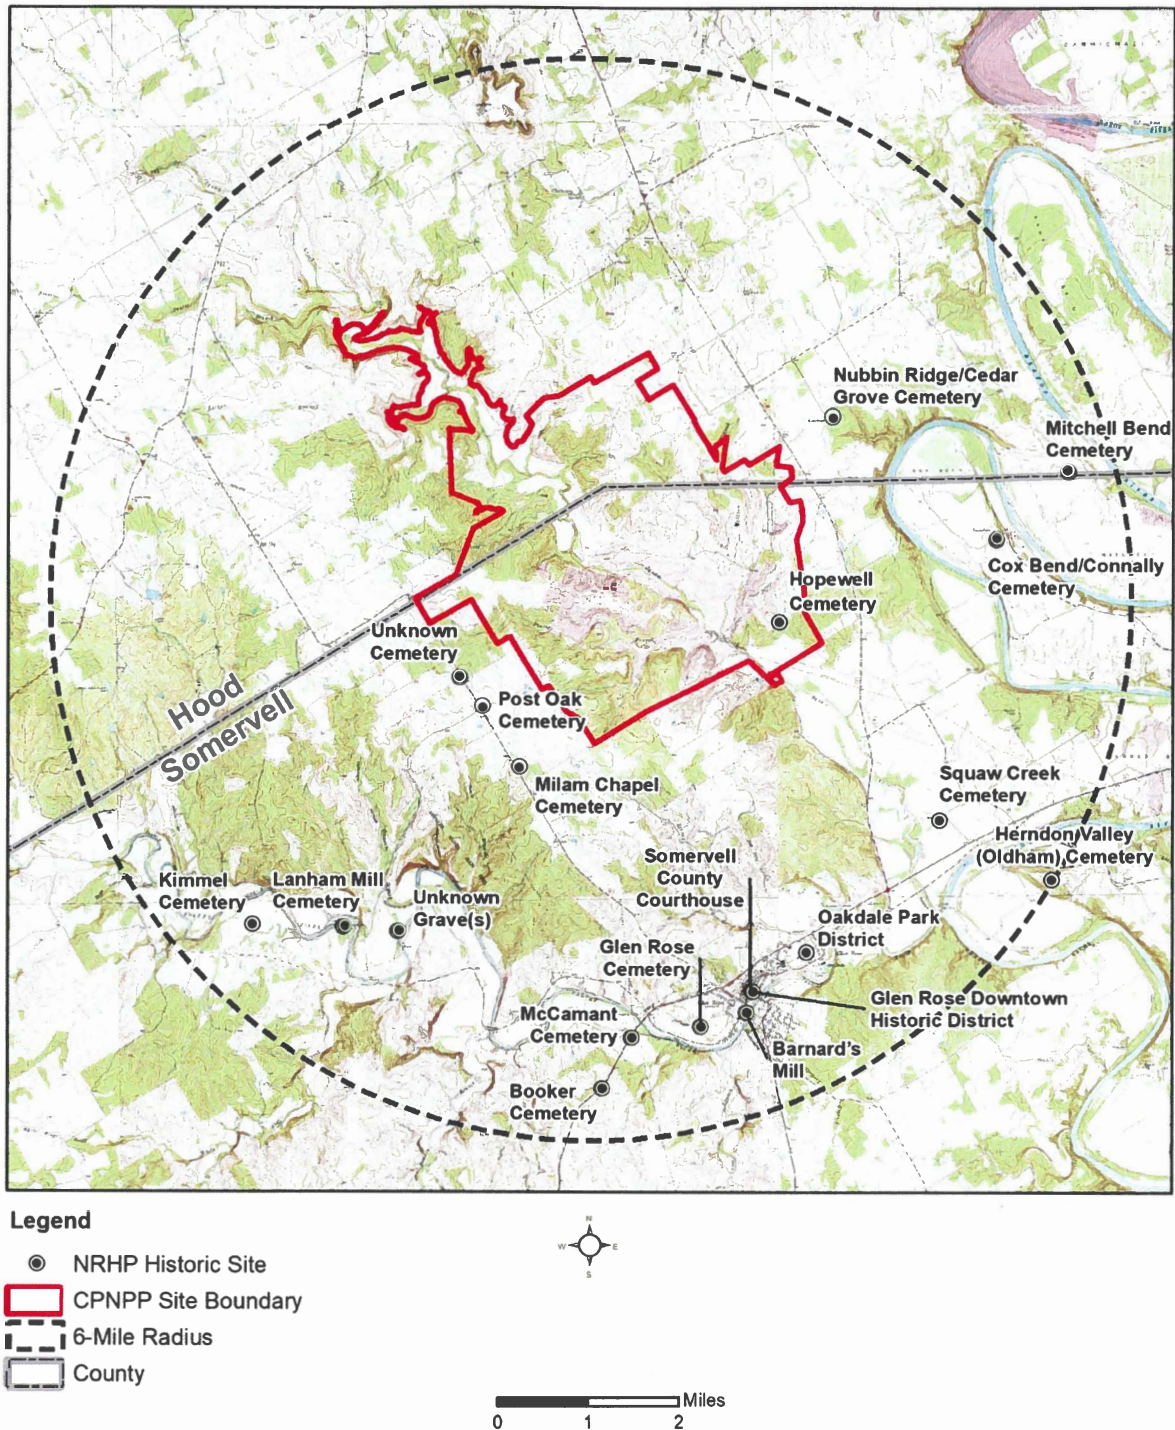 Nubbin Ridge/Cedar
Grove Cemetery
Mitchell Bend
Cemetery
Cox Bend/Connally
Cemetery
Hopewell
Cemetery
Unknown
Cemetery
Post Oak
Cemetery
Hood
Somervell
Milam Chapel
Cemetery
Squaw Creek
Cemetery
Herndon Valley
(Oldham) Cemetery
Somervell
County
Courthouse
Kimmel
Cemetery
Lanham Mill
Cemetery
Unknown
Grave(s)
Oakdale Park
District
Glen Rose
Cemetery
Glen Rose Downtown
Historic District
McCamant
Cemetery
Barnard's
Mill
Booker
Cemetery
Legend
NRHP Historic Site
CPNPP Site Boundary
6-Mile Radius
County
N
W
E
S
Miles
0 1 2